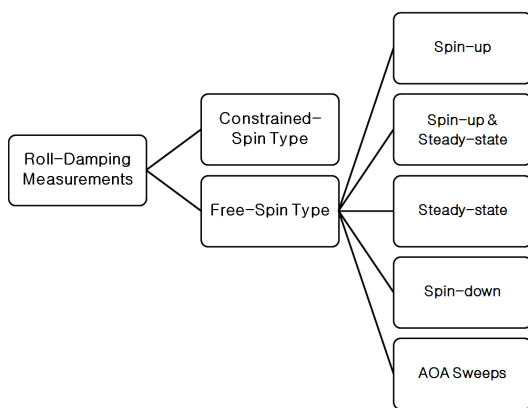 Roll-Damping
Measurements
Constrained-
Spin Type
Free-Spin Type
Spin-up
Spin-up &
Steady-state
Steady-state
Spin-down
AOA Sweeps